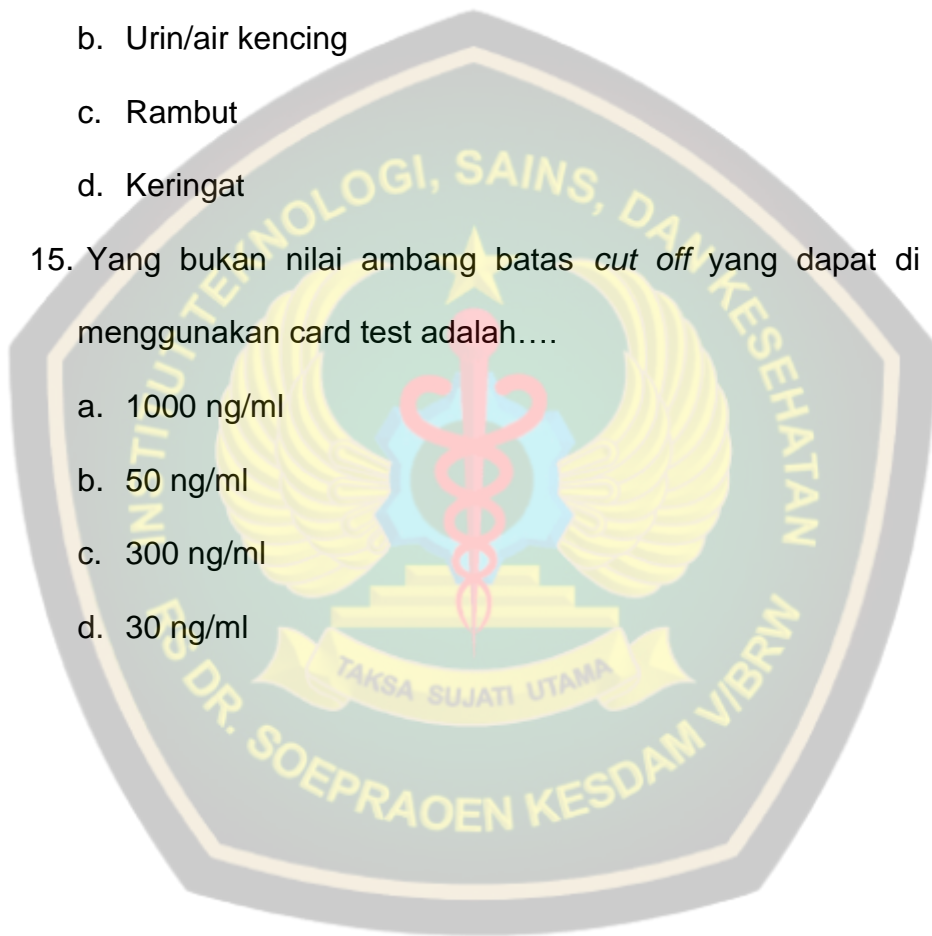 b. Urin/air kencing
c. Rambut
d. Keringat
15. Yang bukan nilai ambang batas cut off yang dapat di
menggunakan card test adalah….
a. 1000 ng/ml
b. 50 ng/ml
c. 300 ng/ml
d. 30 ng/ml
INSTITUT TEKNOLOGI, SAINS, DAN KESEHATAN
TAKSA SUJATI UTAMA
RS DR. SOEPRAOEN KESDAM V/BRW